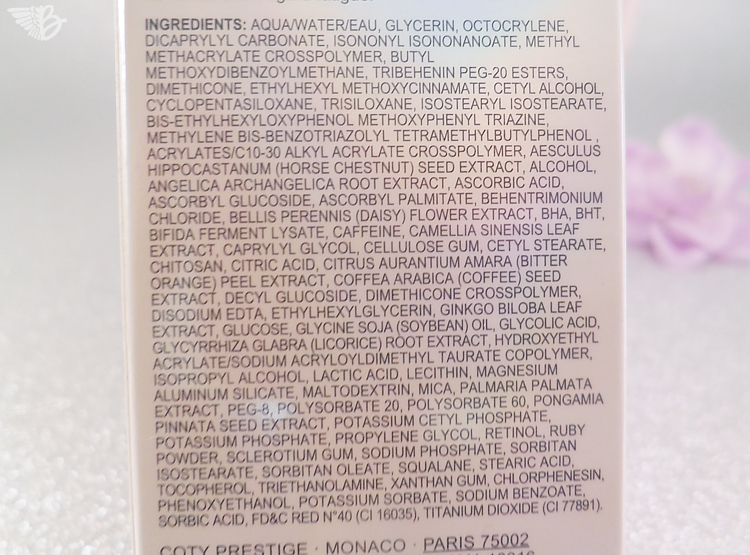 INGREDIENTS: AQUA/WATER/EAU, GLYCERIN, OCTOCRYLENE,
DICAPRYLYL CARBONATE, ISONONYL ISONONANOATE, METHYL
METHACRYLATE CROSSPOLYMER, BUTYL
METHOXYDIBENZOYLMETHANE, TRIBEHENIN PEG-20 ESTERS,
DIMETHICONE, ETHYLHEXYL METHOXYCINNAMATE, CETYL ALCOHOL,
CYCLOPENTASILOXANE, TRISILOXANE, ISOSTEARYL ISOSTEARATE,
BIS-ETHYLHEXYLOXYPHENOL METHOXYPHENYL TRIAZINE,
METHYLENE BIS-BENZOTRIAZOLYL TETRAMETHYLBUTYLPHENOL ,
ACRYLATES/C10-30 ALKYL ACRYLATE CROSSPOLYMER, AESCULUS
HIPPOCASTANUM (HORSE CHESTNUT) SEED EXTRACT, ALCOHOL,
ANGELICA ARCHANGELICA ROOT EXTRACT, ASCORBIC ACID,
ASCORBYL GLUCOSIDE, ASCORBYL PALMITATE, BEHENTRIMONIUM
CHLORIDE, BELLIS PERENNIS (DAISY) FLOWER EXTRACT, BHA, BHT,
BIFIDA FERMENT LYSATE, CAFFEINE, CAMELLIA SINENSIS LEAF
EXTRACT, CAPRYLYL GLYCOL, CELLULOSE GUM, CETYL STEARATE,
CHITOSAN, CITRIC ACID, CITRUS AURANTIUM AMARA (BITTER
ORANGE) PEEL EXTRACT, COFFEA ARABICA (COFFEE) SEED
EXTRACT, DECYL GLUCOSIDE, DIMETHICONE CROSSPOLYMER,
DISODIUM EDTA, ETHYLHEXYLGLYCERIN, GINKGO BILOBA LEAF
EXTRACT, GLUCOSE, GLYCINE SOJA (SOYBEAN) OIL, GLYCOLIC ACID,
GLYCYRRHIZA GLABRA (LICORICE) ROOT EXTRACT, HYDROXYETHYL
ACRYLATE/SODIUM ACRYLOYLDIMETHYL TAURATE COPOLYMER,
ISOPROPYL ALCOHOL, LACTIC ACID, LECITHIN, MAGNESIUM
ALUMINUM SILICATE, MALTODEXTRIN, MICA, PALMARIA PALMATA
EXTRACT, PEG-8, POLYSORBATE 20, POLYSORBATE 60, PONGAMIA
PINNATA SEED EXTRACT, POTASSIUM CETYL PHOSPHATE,
POTASSIUM PHOSPHATE, PROPYLENE GLYCOL, RETINOL, RUBY
POWDER, SCLEROTIUM GUM, SODIUM PHOSPHATE, SORBITAN
ISOSTEARATE, SORBITAN OLEATE, SQUALANE, STEARIC ACID,
TOCOPHEROL, TRIETHANOLAMINE, XANTHAN GUM, CHLORPHENESIN,
PHENOXYETHANOL, POTASSIUM SORBATE, SODIUM BENZOATE,
SORBIC ACID, FD&C RED N°40 (CI 16035), TITANIUM DIOXIDE (CI 77891).
COTY PRESTIGE · MONACO · PARIS 75002